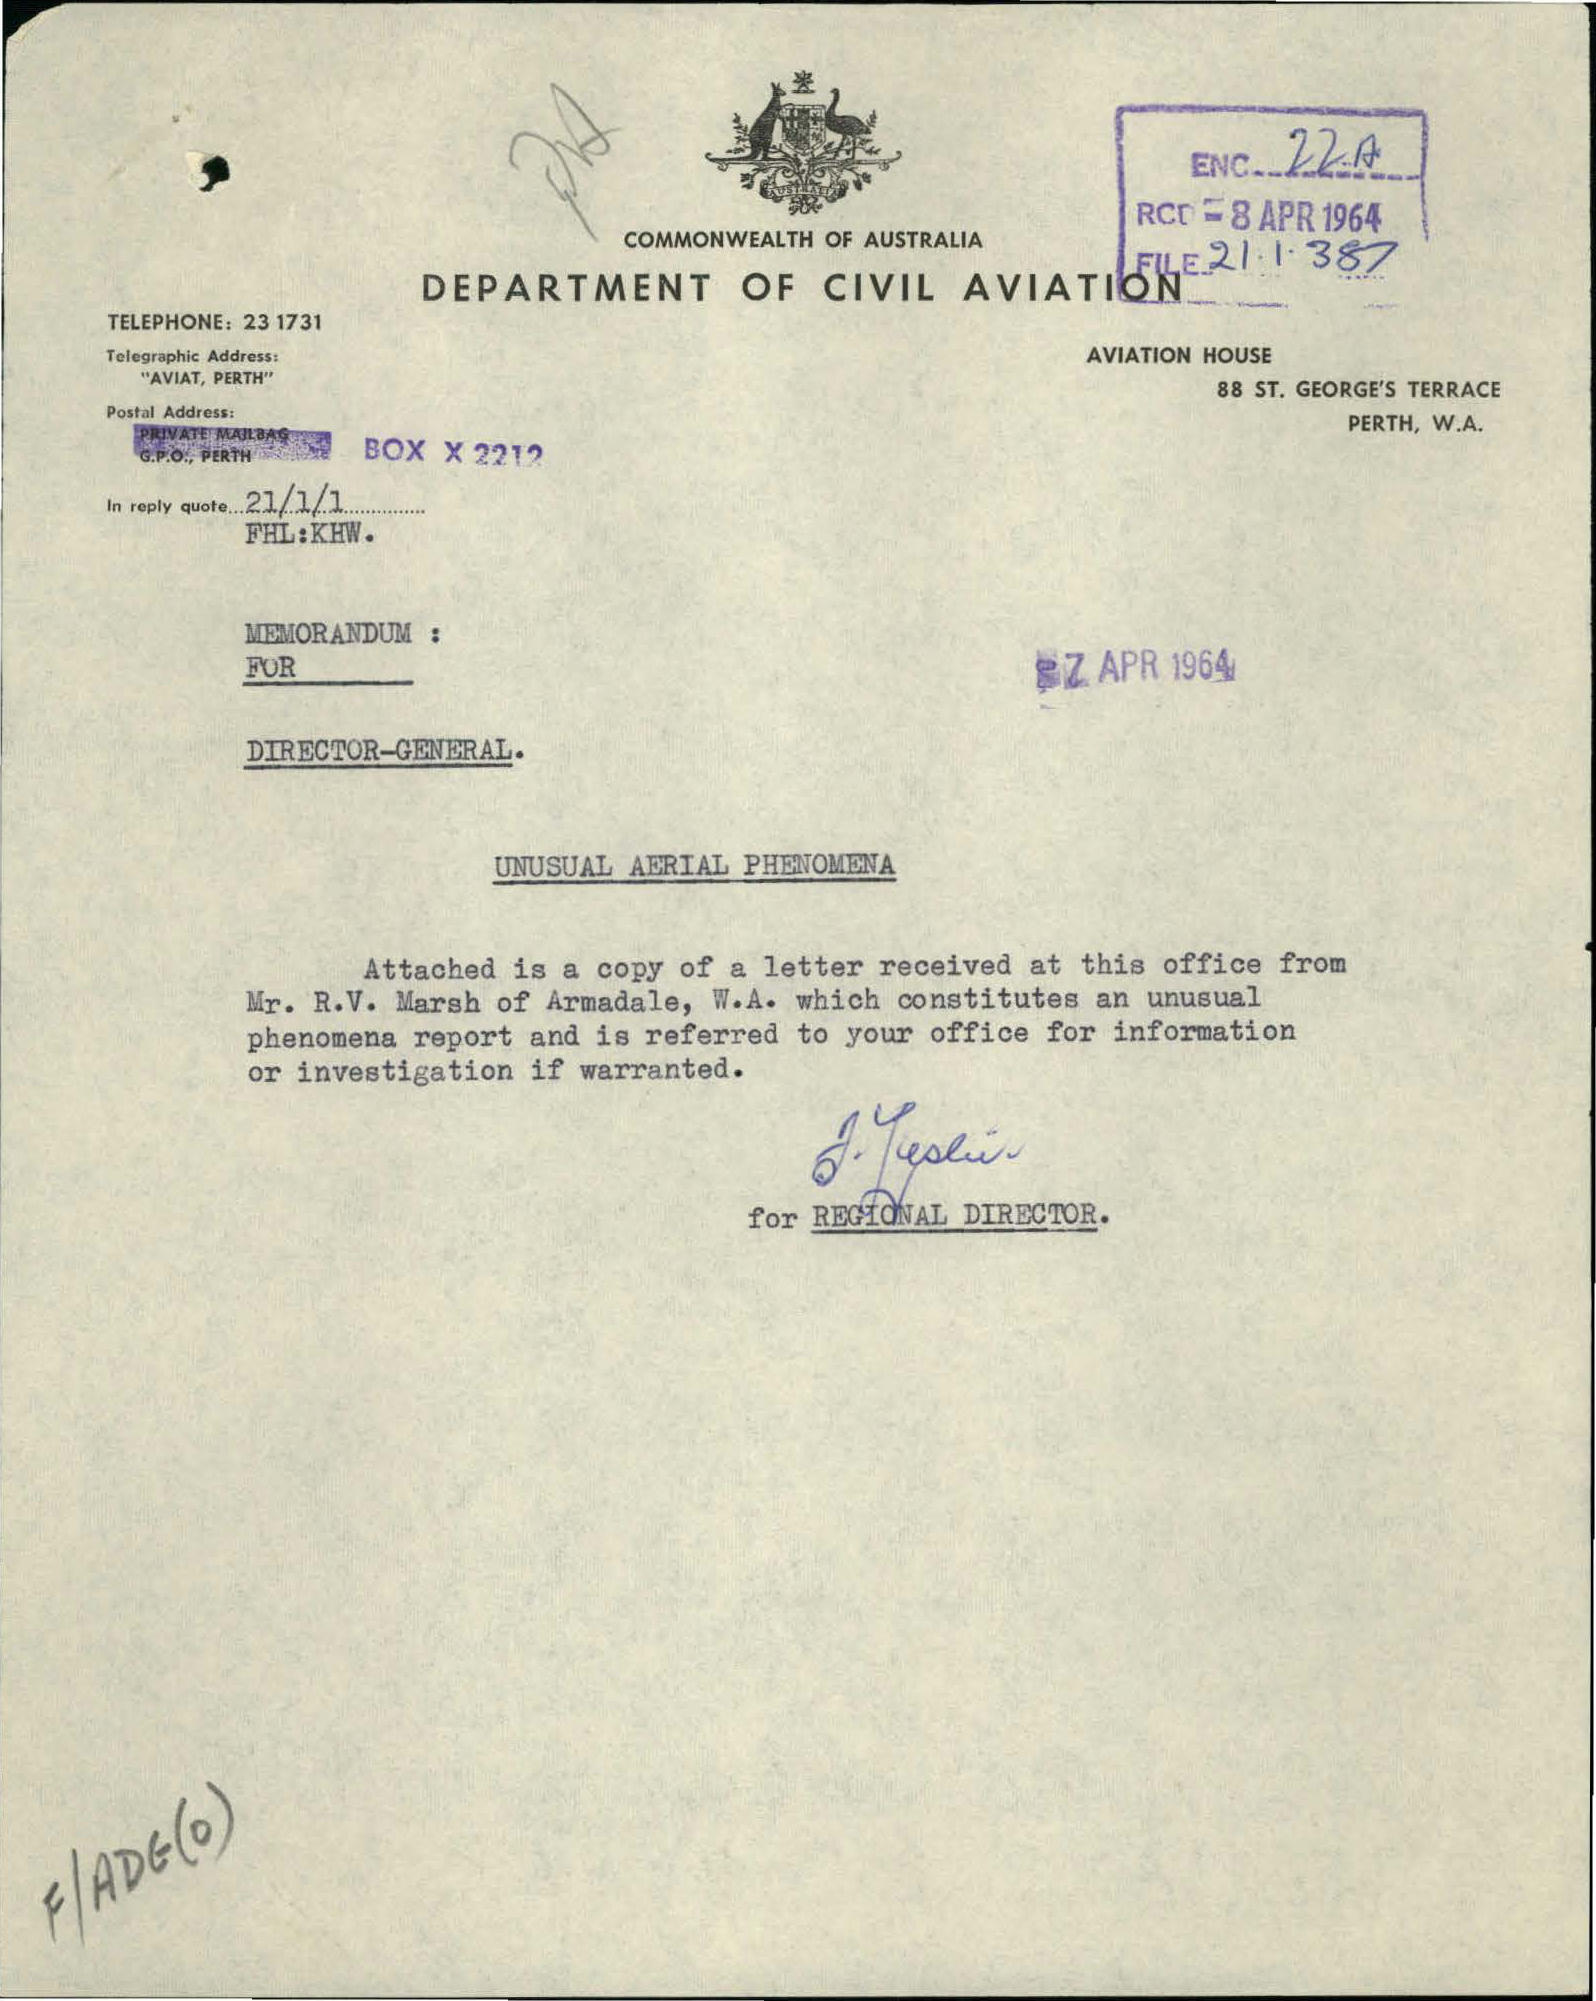 AUSTRALIA
ENC. 22A
RCD - 8 APR 1964
FILE 21.1.387
COMMONWEALTH OF AUSTRALIA
DEPARTMENT OF CIVIL AVIATION
TELEPHONE: 23 1731
Telegraphic Address:
"AVIAT, PERTH"
Postal Address:
PRIVATE MAILBAG
G.P.O., PERTH
BOX X 2212
AVIATION HOUSE
88 ST. GEORGE'S TERRACE
PERTH, W.A.
In reply quote...21/1/1...............
FHL:KHW.
MEMORANDUM :
FOR
7 APR 1964
DIRECTOR-GENERAL.
UNUSUAL AERIAL PHENOMENA
Attached is a copy of a letter received at this office from
Mr. R.V. Marsh of Armadale, W.A. which constitutes an unusual
phenomena report and is referred to your office for information
or investigation if warranted.
for REGIONAL DIRECTOR.
F/ADG(O)